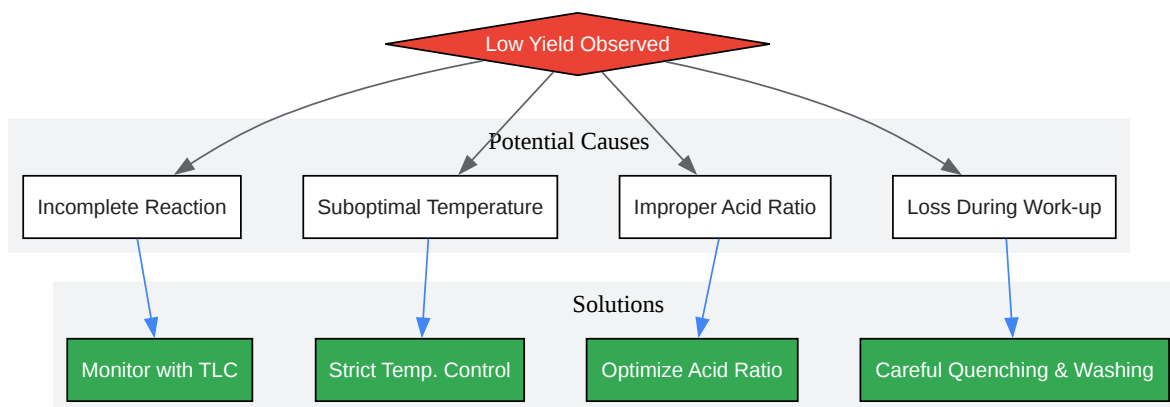 Low Yield Observed
Potential Causes
Incomplete Reaction
Suboptimal Temperature
Improper Acid Ratio
Loss During Work-up
Solutions
Monitor with TLC
Strict Temp. Control
Optimize Acid Ratio
Careful Quenching & Washing